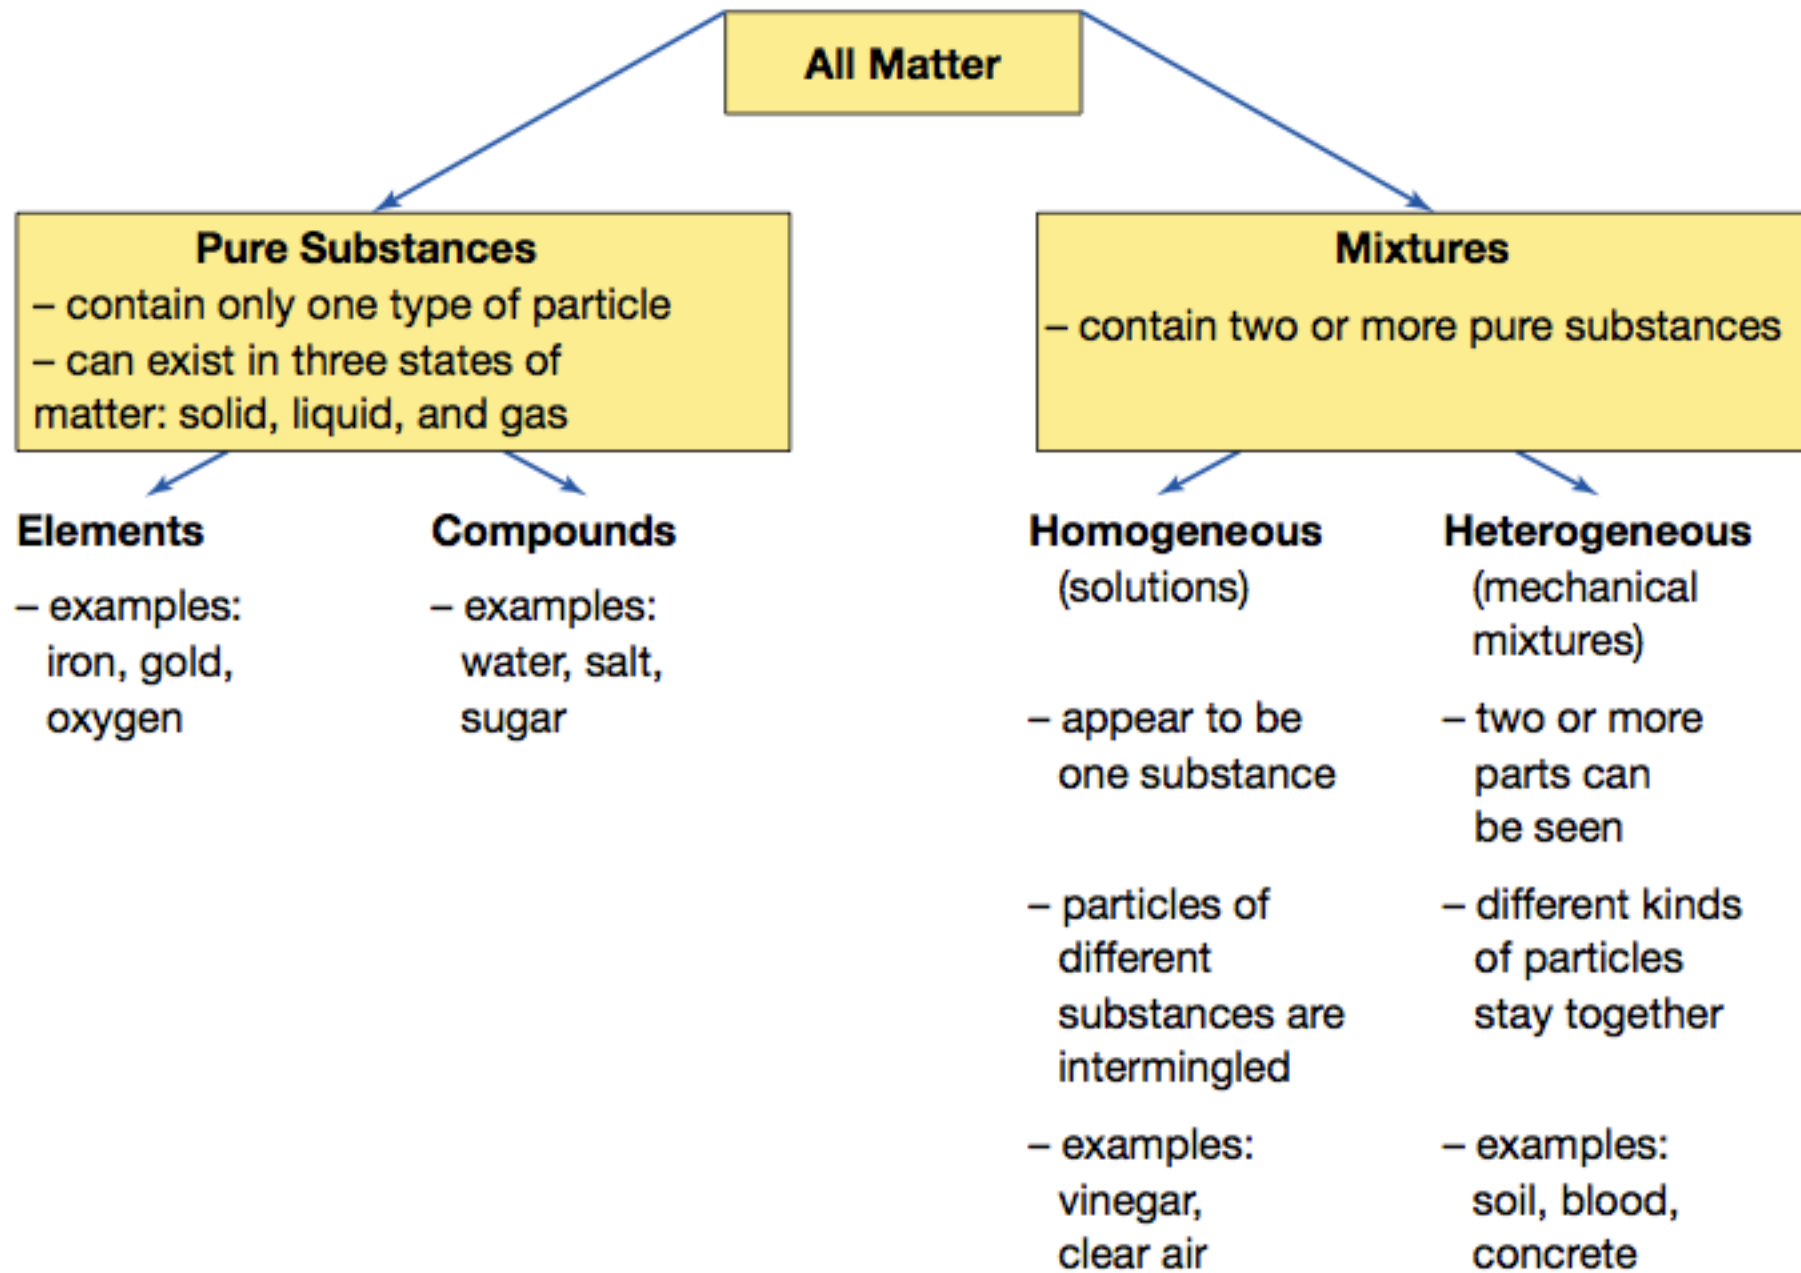 All Matter
Pure Substances
– contain only one type of particle
– can exist in three states of
matter: solid, liquid, and gas
Mixtures
– contain two or more pure substances
Elements
– examples:
iron, gold,
oxygen
Compounds
– examples:
water, salt,
sugar
Homogeneous
(solutions)
– appear to be
one substance
– particles of
different
substances are
intermingled
– examples:
vinegar,
clear air
Heterogeneous
(mechanical
mixtures)
– two or more
parts can
be seen
– different kinds
of particles
stay together
– examples:
soil, blood,
concrete